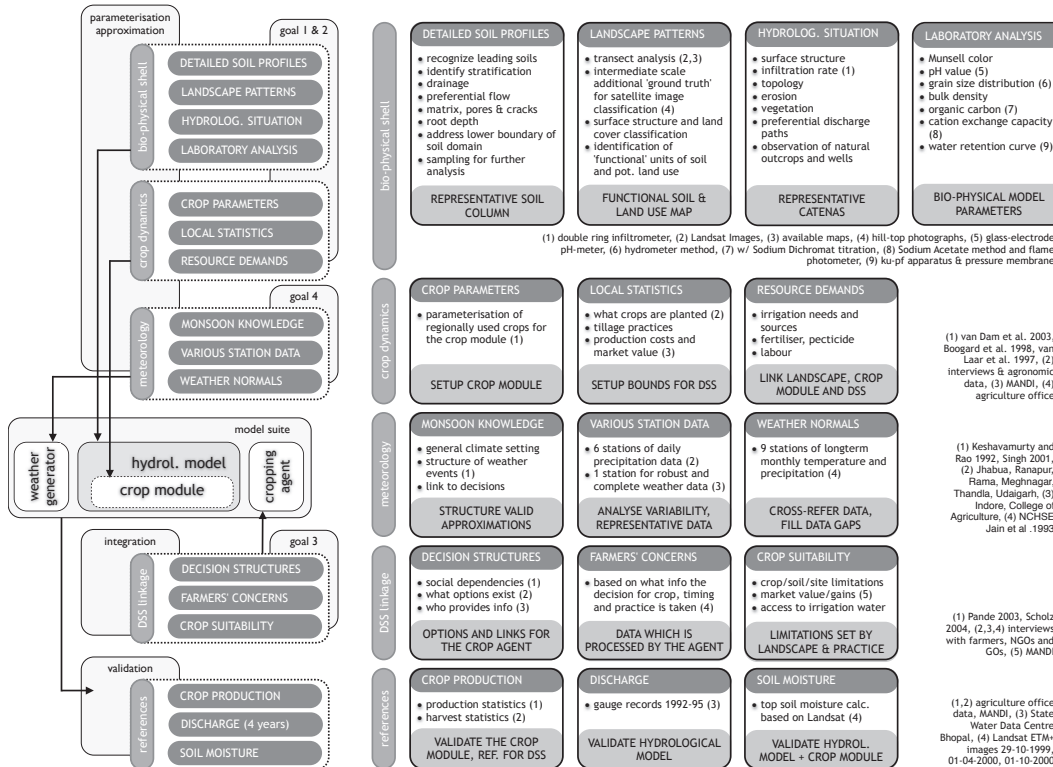 parameterisation
approximation
goal 1 & 2
bio-physical shell
DETAILED SOIL PROFILES
LANDSCAPE PATTERNS
HYDROLOG. SITUATION
LABORATORY ANALYSIS
crop dynamics
CROP PARAMETERS
LOCAL STATISTICS
RESOURCE DEMANDS
goal 4
meteorology
MONSOON KNOWLEDGE
VARIOUS STATION DATA
WEATHER NORMALS
model suite
weather
generator
hydrol. model
crop module
cropping
agent
integration
goal 3
DSS linkage
DECISION STRUCTURES
FARMERS' CONCERNS
CROP SUITABILITY
validation
references
CROP PRODUCTION
DISCHARGE (4 years)
SOIL MOISTURE
bio-physical shell
DETAILED SOIL PROFILES
• recognize leading soils
• identify stratification
• drainage
• preferential flow
• matrix, pores & cracks
• root depth
• address lower boundary of
soil domain
• sampling for further
analysis
REPRESENTATIVE SOIL
COLUMN
LANDSCAPE PATTERNS
• transect analysis (2,3)
• intermediate scale
additional 'ground truth'
for satellite image
classification (4)
• surface structure and land
cover classification
• identification of
'functional' units of soil
and pot. land use
FUNCTIONAL SOIL &
LAND USE MAP
HYDROLOG. SITUATION
• surface structure
• infiltration rate (1)
• topology
• erosion
• vegetation
• preferential discharge
paths
• observation of natural
outcrops and wells
REPRESENTATIVE
CATENAS
LABORATORY ANALYSIS
• Munsell color
• pH value (5)
• grain size distribution (6)
• bulk density
• organic carbon (7)
• cation exchange capacity
(8)
• water retention curve (9)
BIO-PHYSICAL MODEL
PARAMETERS
(1) double ring infiltrometer, (2) Landsat Images, (3) available maps, (4) hill-top photographs, (5) glass-electrode
pH-meter, (6) hydrometer method, (7) w/ Sodium Dichromat titration, (8) Sodium Acetate method and flame
photometer, (9) ku-pf apparatus & pressure membrane
crop dynamics
CROP PARAMETERS
• parameterisation of
regionally used crops for
the crop module (1)
SETUP CROP MODULE
LOCAL STATISTICS
• what crops are planted (2)
• tillage practices
• production costs and
market value (3)
SETUP BOUNDS FOR DSS
RESOURCE DEMANDS
• irrigation needs and
sources
• fertiliser, pecticide
• labour
LINK LANDSCAPE, CROP
MODULE AND DSS
(1) van Dam et al. 2003,
Boogard et al. 1998, van
Laar et al. 1997, (2)
interviews & agronomic
data, (3) MANDI, (4)
agriculture office
meteorology
MONSOON KNOWLEDGE
• general climate setting
• structure of weather
events (1)
• link to decisions
STRUCTURE VALID
APPROXIMATIONS
VARIOUS STATION DATA
• 6 stations of daily
precipitation data (2)
• 1 station for robust and
complete weather data (3)
ANALYSE VARIABILITY,
REPRESENTATIVE DATA
WEATHER NORMALS
• 9 stations of longterm
monthly temperature and
precipitation (4)
CROSS-REFER DATA,
FILL DATA GAPS
(1) Keshavamurty and
Rao 1992, Singh 2001,
(2) Jhabua, Ranapur,
Rama, Meghnagar,
Thandla, Udaigarh, (3)
Indore, College of
Agriculture, (4) NCHSE
Jain et al .1993
DSS linkage
DECISION STRUCTURES
• social dependencies (1)
• what options exist (2)
• who provides info (3)
OPTIONS AND LINKS FOR
THE CROP AGENT
FARMERS' CONCERNS
• based on what info the
decision for crop, timing
and practice is taken (4)
DATA WHICH IS
PROCESSED BY THE AGENT
CROP SUITABILITY
• crop/soil/site limitations
• market value/gains (5)
• access to irrigation water
LIMITATIONS SET BY
LANDSCAPE & PRACTICE
(1) Pande 2003, Scholz
2004, (2,3,4) interviews
with farmers, NGOs and
GOs, (5) MANDI
references
CROP PRODUCTION
• production statistics (1)
• harvest statistics (2)
VALIDATE THE CROP
MODULE, REF. FOR DSS
DISCHARGE
• gauge records 1992-95 (3)
VALIDATE HYDROLOGICAL
MODEL
SOIL MOISTURE
• top soil moisture calc.
based on Landsat (4)
VALIDATE HYDROL.
MODEL + CROP MODULE
(1,2) agriculture office
data, MANDI, (3) State
Water Data Centre
Bhopal, (4) Landsat ETM+
images 29-10-1999,
01-04-2000, 01-10-2000